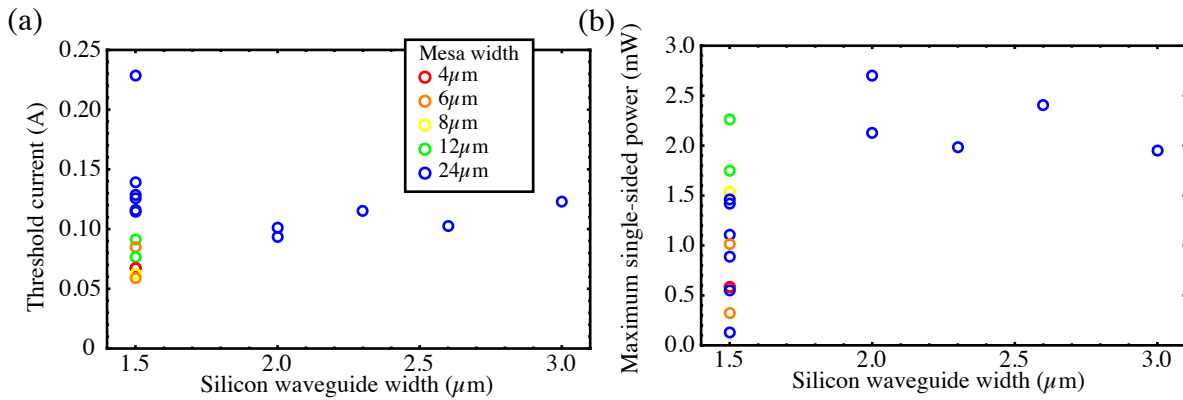 (a)
Threshold current (A)
0.25
0.20
0.15
0.10
0.05
0
1.5
2.0
2.5
3.0
Silicon waveguide width (µm)
Mesa width
4µm
6µm
8µm
12µm
24µm
(b)
Maximum single-sided power (mW)
3.0
2.5
2.0
1.5
1.0
0.5
0.0
1.5
2.0
2.5
3.0
Silicon waveguide width (µm)